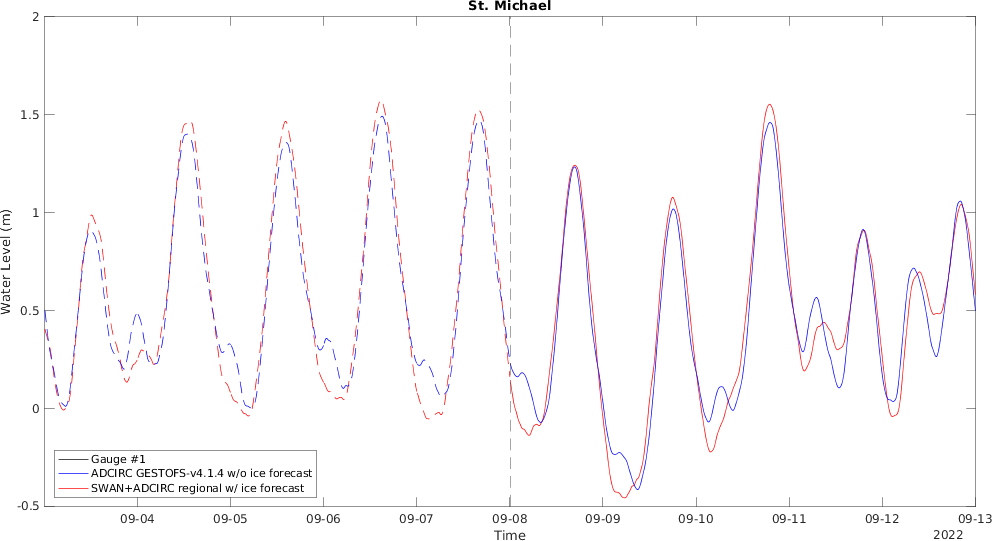 St. Michael
2
1.5
1
0.5
0
-0.5
Water Level (m)
Gauge #1
ADCIRC GESTOFS-v4.1.4 w/o ice forecast
SWAN+ADCIRC regional w/ ice forecast
09-04 09-05 09-06 09-07 09-08 09-09 09-10 09-11 09-12 09-13
Time
2022